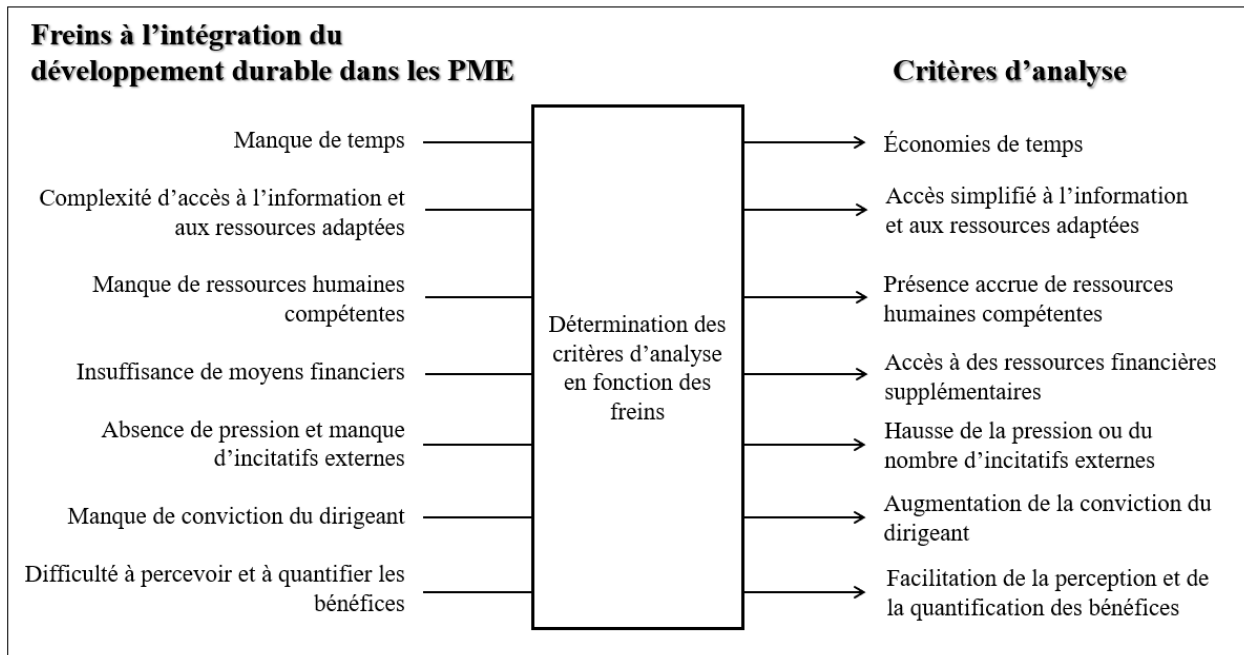 Freins à l’intégration du
développement durable dans les PME
Critères d’analyse
Manque de temps
Complexité d’accès à l’information et
aux ressources adaptées
Manque de ressources humaines
compétentes
Insuffisance de moyens financiers
Absence de pression et manque
d’incitatifs externes
Manque de conviction du dirigeant
Difficulté à percevoir et à quantifier les
bénéfices
Détermination des
critères d’analyse
en fonction des
freins
Économies de temps
Accès simplifié à l’information
et aux ressources adaptées
Présence accrue de ressources
humaines compétentes
Accès à des ressources financières
supplémentaires
Hausse de la pression ou du
nombre d’incitatifs externes
Augmentation de la conviction du
dirigeant
Facilitation de la perception et de
la quantification des bénéfices